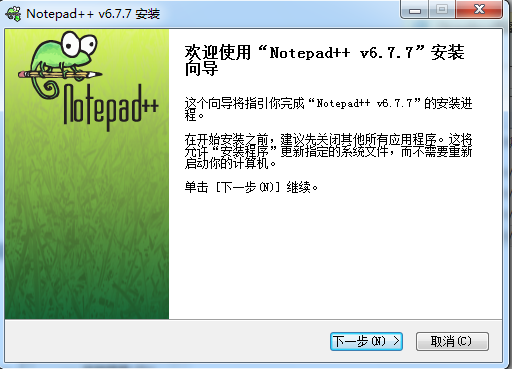 Notepad++ v6.7.7 安装
Notepad++
欢迎使用“Notepad++ v6.7.7”安装
向导
这个向导将指引你完成“Notepad++ v6.7.7”的安装进
程。
在开始安装之前，建议先关闭其他所有应用程序。这将
允许“安装程序”更新指定的系统文件，而不需要重新
启动你的计算机。
单击 [下一步(N)] 继续。
下一步(N) >
取消(C)